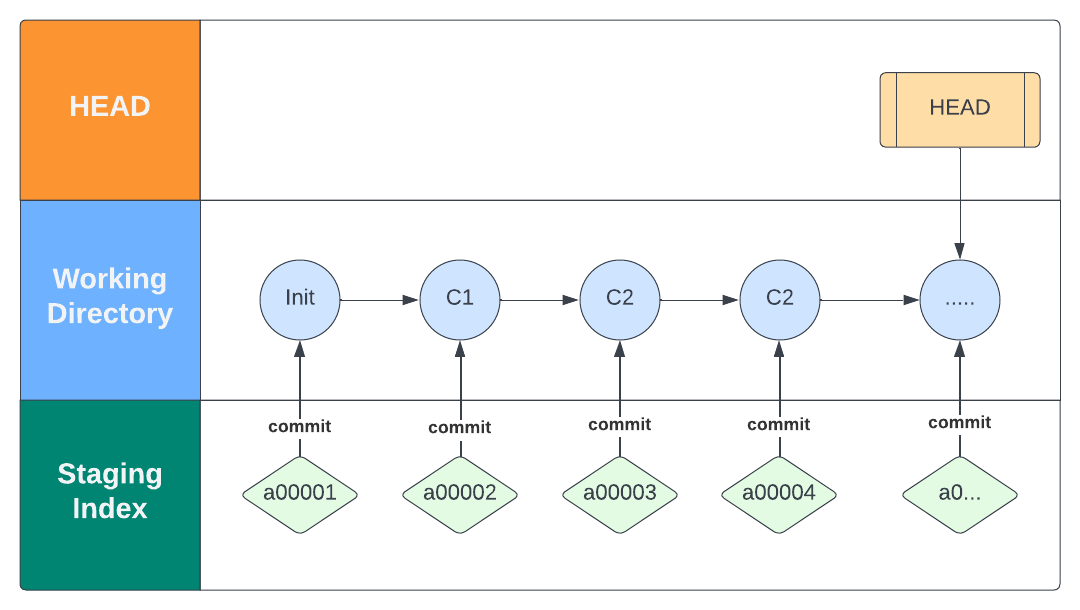 HEAD
HEAD
Working
Directory
Init
C1
C2
C2
.....
Staging
Index
commit
commit
commit
commit
commit
a00001
a00002
a00003
a00004
a0...